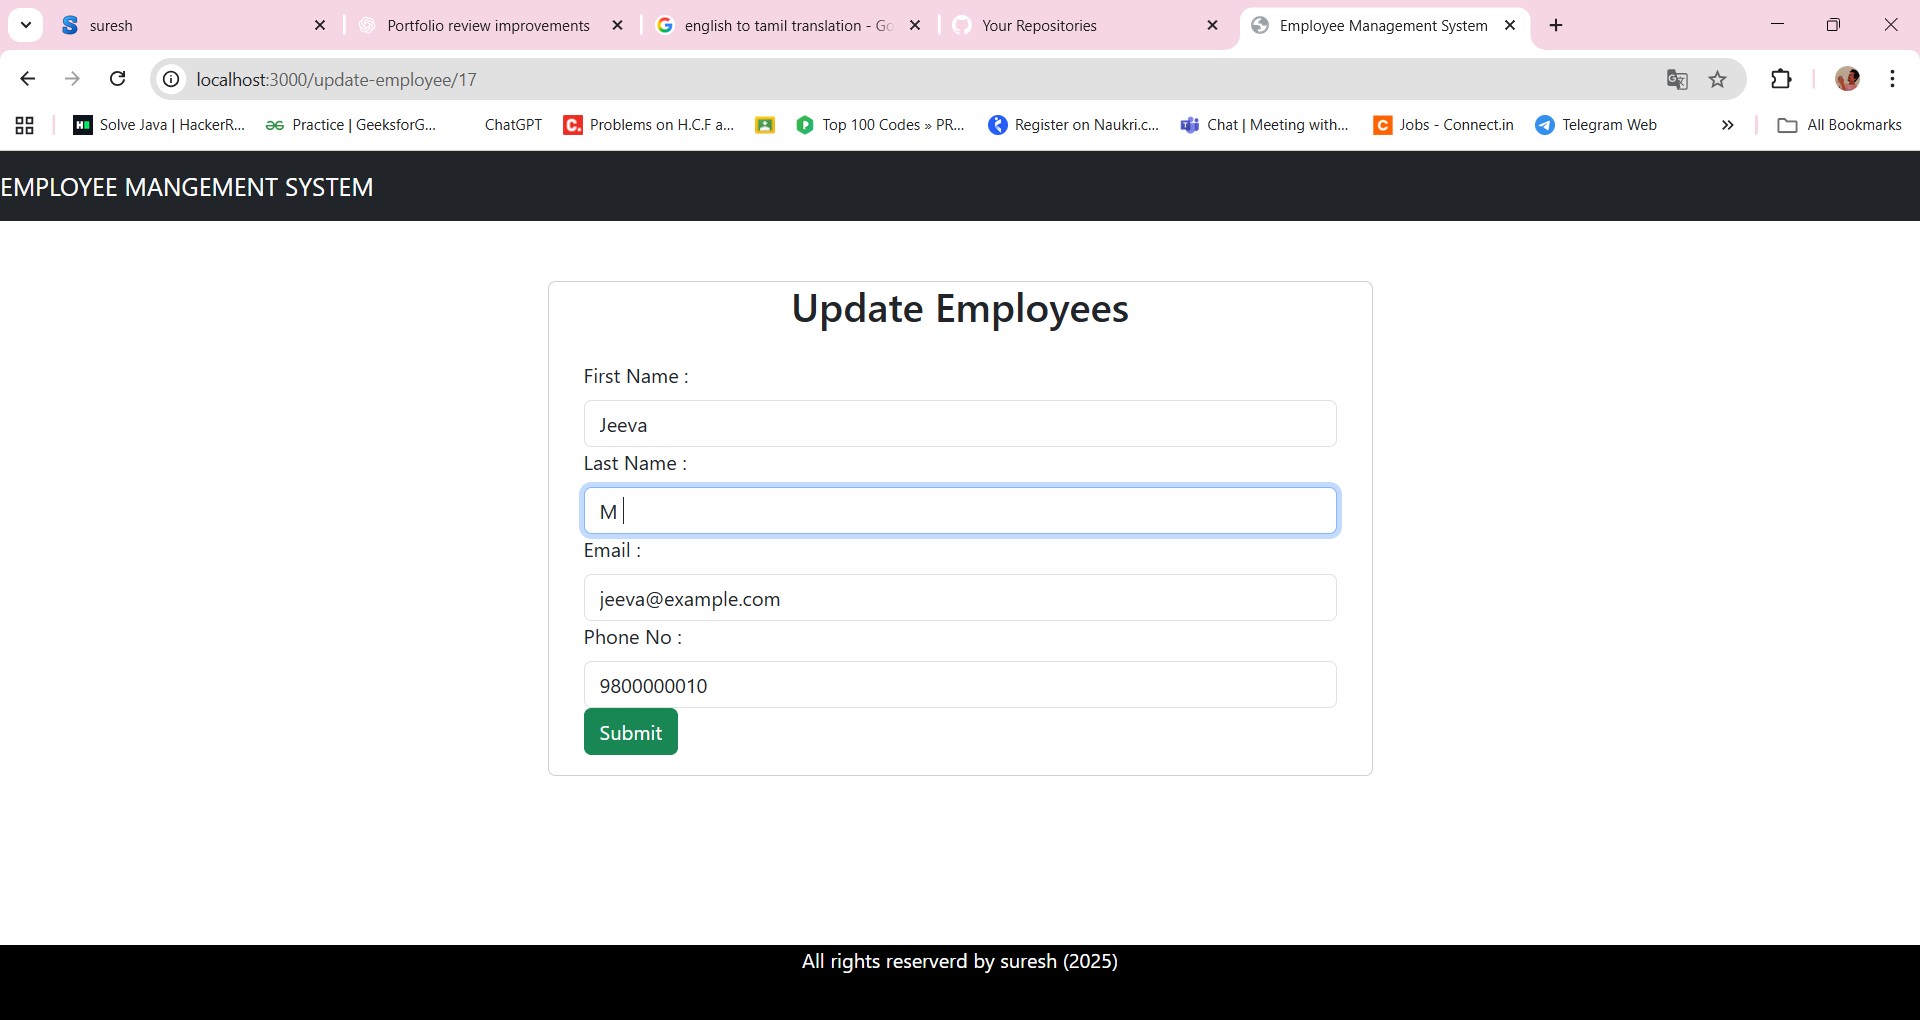 suresh
Portfolio review improvements
english to tamil translation - Go
Your Repositories
Employee Management System
localhost:3000/update-employee/17
Solve Java | HackerR...
Practice | GeeksforG...
ChatGPT
Problems on H.C.F a...
Top 100 Codes » PR...
Register on Naukri.c...
Chat | Meeting with...
Jobs - Connect.in
Telegram Web
»
All Bookmarks
EMPLOYEE MANGEMENT SYSTEM
Update Employees
First Name :
Jeeva
Last Name :
M
Email :
jeeva@example.com
Phone No :
9800000010
Submit
All rights reserverd by suresh (2025)